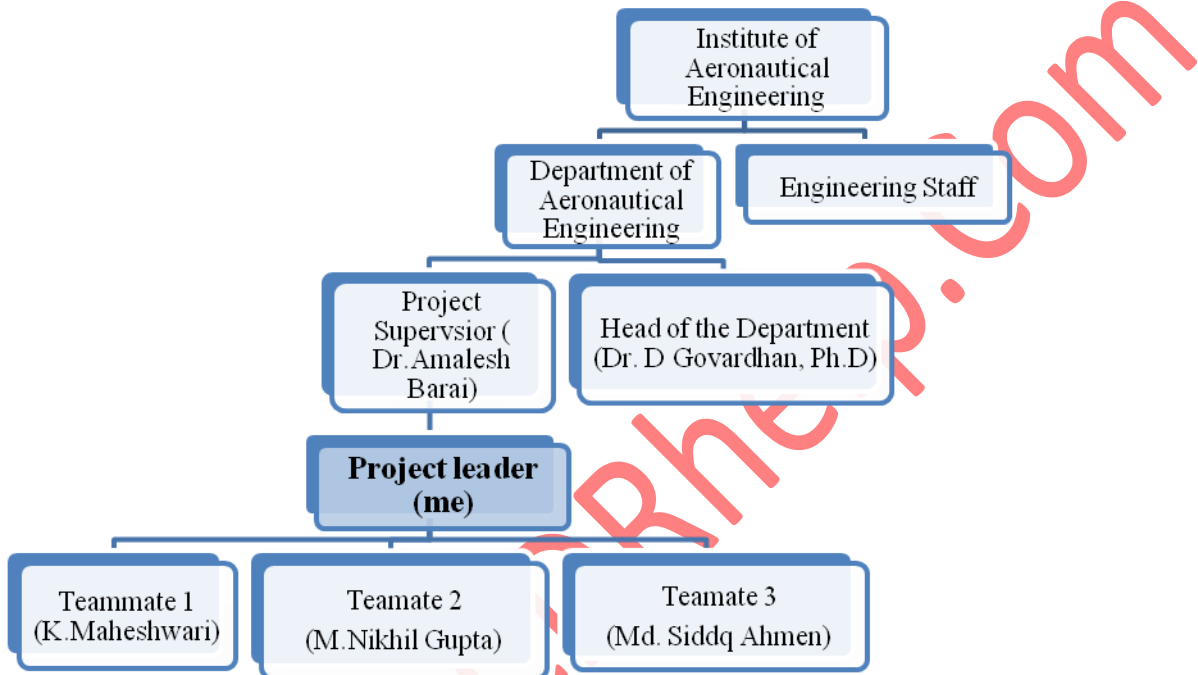 Institute of
Aeronautical
Engineering
Department of
Aeronautical
Engineering
Engineering Staff
Project
Supervsior (
Dr.Amalesh
Barai)
Head of the Department
(Dr. D Govardhan, Ph.D)
Project leader
(me)
Teammate 1
(K.Maheshwari)
Teamate 2
(M.Nikhil Gupta)
Teamate 3
(Md. Siddq Ahmen)